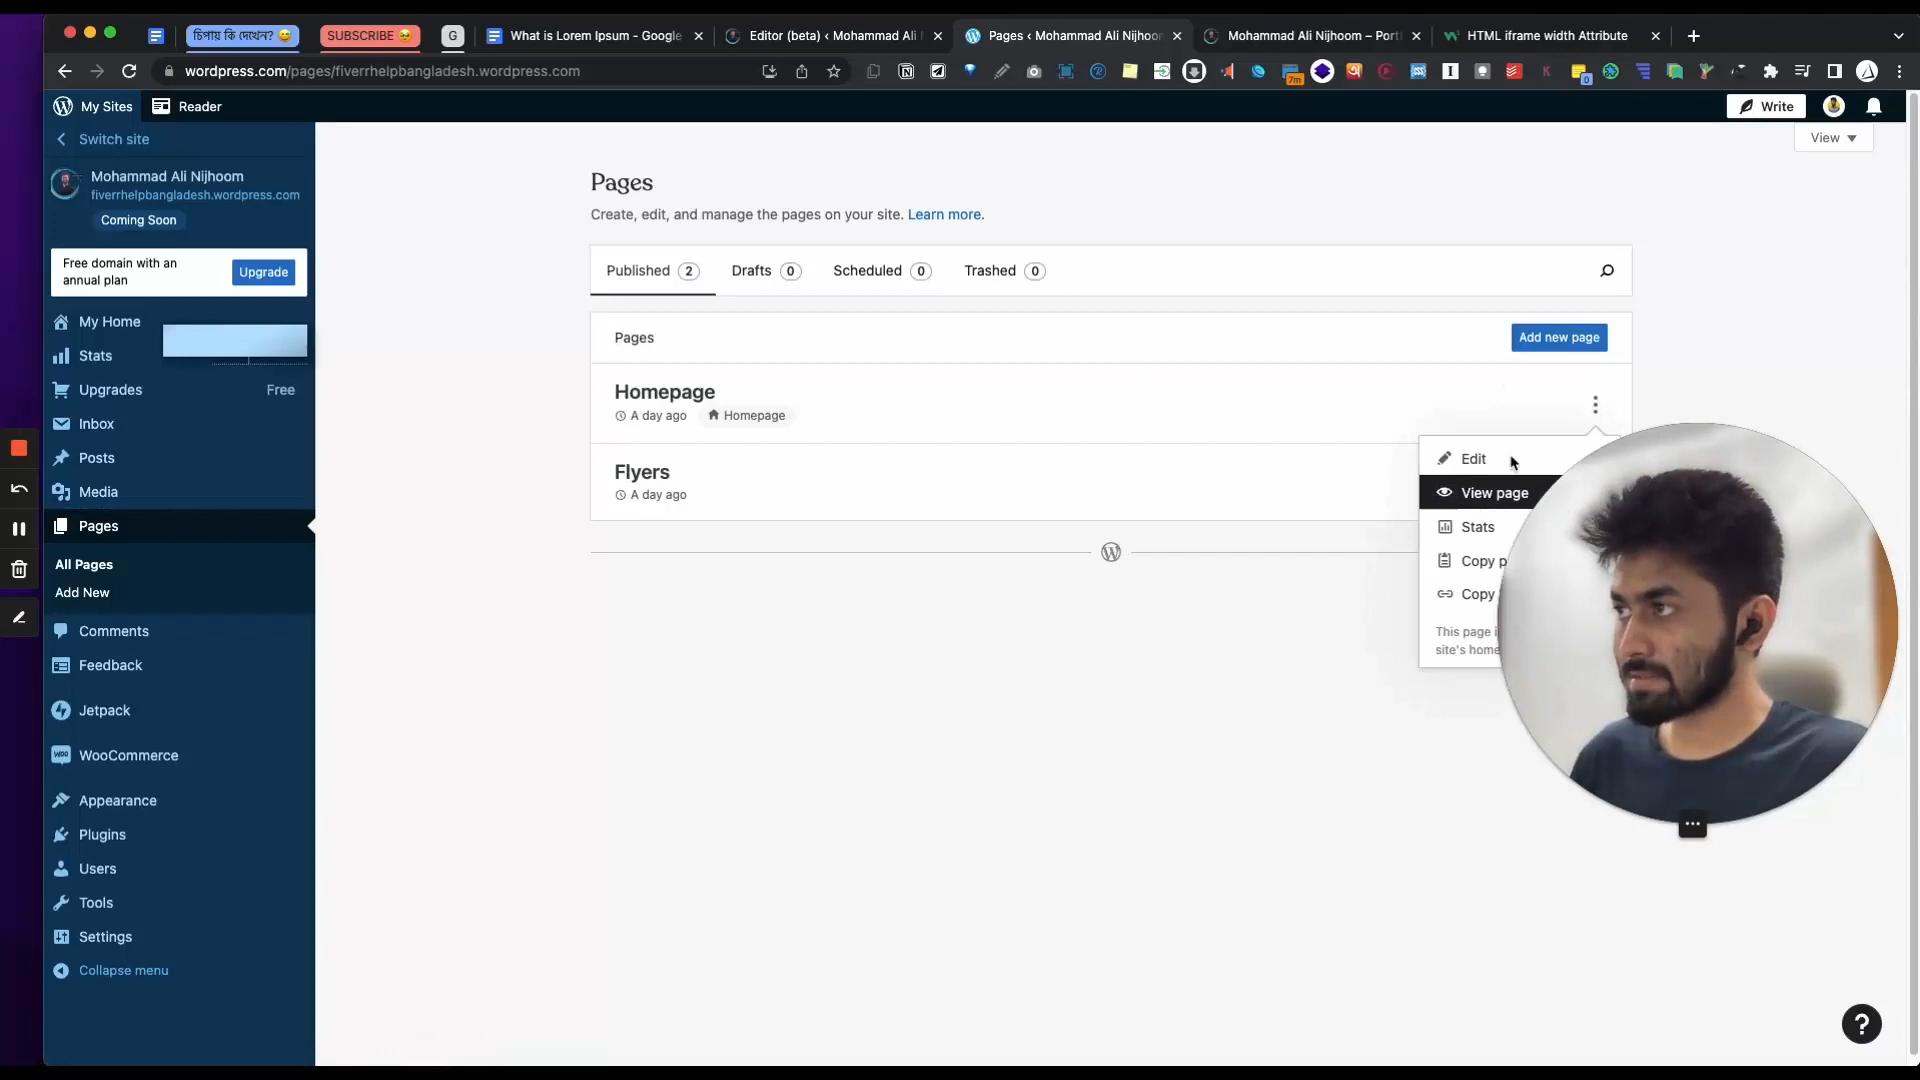 চিপায় কি দেখেন? 😅
SUBSCRIBE 🥹
G
What is Lorem Ipsum - Google
Editor (beta) ‹ Mohammad Ali
Pages ‹ Mohammad Ali Nijhoom
Mohammad Ali Nijhoom – Port
HTML iframe width Attribute
wordpress.com/pages/fiverrhelpbangladesh.wordpress.com
7m
0
My Sites
Reader
Write
Switch site
View
Mohammad Ali Nijhoom
fiverrhelpbangladesh.wordpress.com
Coming Soon
Free domain with an
annual plan
Upgrade
My Home
Stats
Upgrades
Free
Inbox
Posts
Media
Pages
All Pages
Add New
Comments
Feedback
Jetpack
WooCommerce
Appearance
Plugins
Users
Tools
Settings
Collapse menu
Pages
Create, edit, and manage the pages on your site. Learn more.
Published 2
Drafts 0
Scheduled 0
Trashed 0
Pages
Add new page
Homepage
A day ago
Homepage
Flyers
A day ago
Edit
View page
Stats
Copy p
Copy
This page i
site's home
?